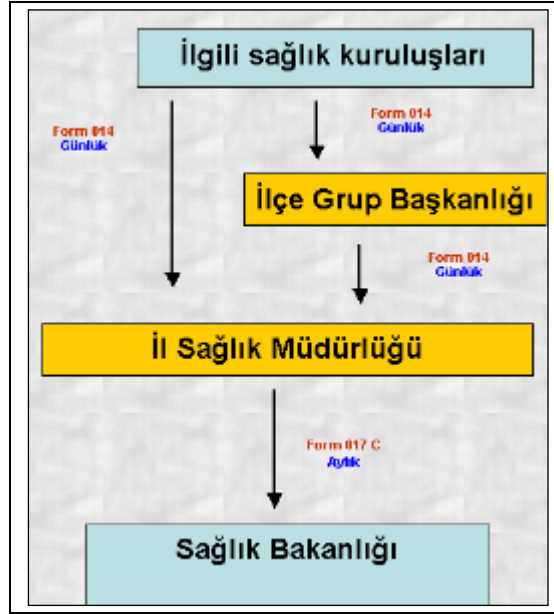 İlgili sağlık kuruluşları
Form 014
Günlük
Form 014
Günlük
İlçe Grup Başkanlığı
Form 014
Günlük
İl Sağlık Müdürlüğü
Form 017 C
Aylık
Sağlık Bakanlığı